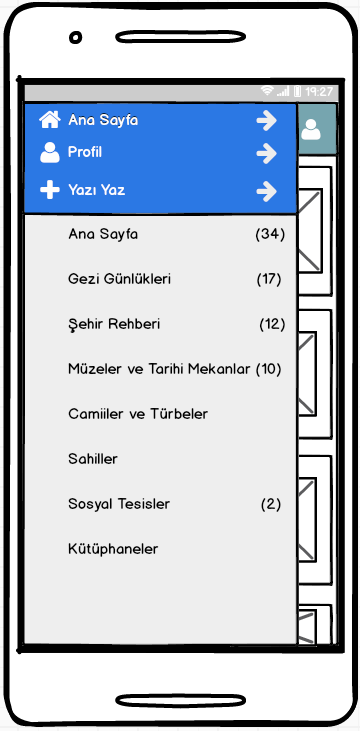 19:27
Ana Sayfa
Profil
Yazı Yaz
Ana Sayfa (34)
Gezi Günlükleri (17)
Şehir Rehberi (12)
Müzeler ve Tarihi Mekanlar (10)
Camiiler ve Türbeler
Sahiller
Sosyal Tesisler (2)
Kütüphaneler